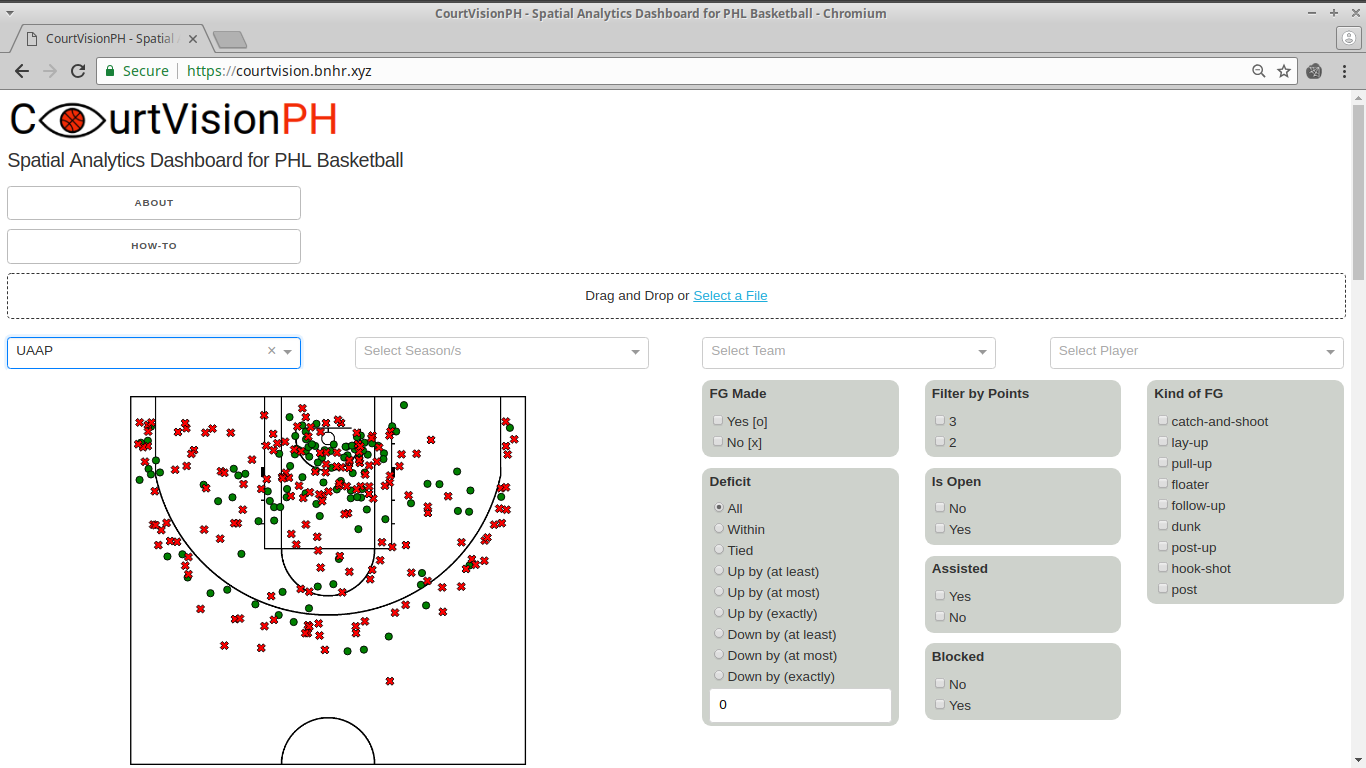 CourtVisionPH - Spatial Analytics Dashboard for PHL Basketball - Chromium
CourtVisionPH - Spatial
Secure https://courtvision.bnhr.xyz
CourtVisionPH
Spatial Analytics Dashboard for PHL Basketball
ABOUT
HOW-TO
Drag and Drop or Select a File
UAAP
Select Season/s
Select Team
Select Player
FG Made
Yes [o]
No [x]
Deficit
All
Within
Tied
Up by (at least)
Up by (at most)
Up by (exactly)
Down by (at least)
Down by (at most)
Down by (exactly)
0
Filter by Points
3
2
Is Open
No
Yes
Assisted
Yes
No
Blocked
No
Yes
Kind of FG
catch-and-shoot
lay-up
pull-up
floater
follow-up
dunk
post-up
hook-shot
post